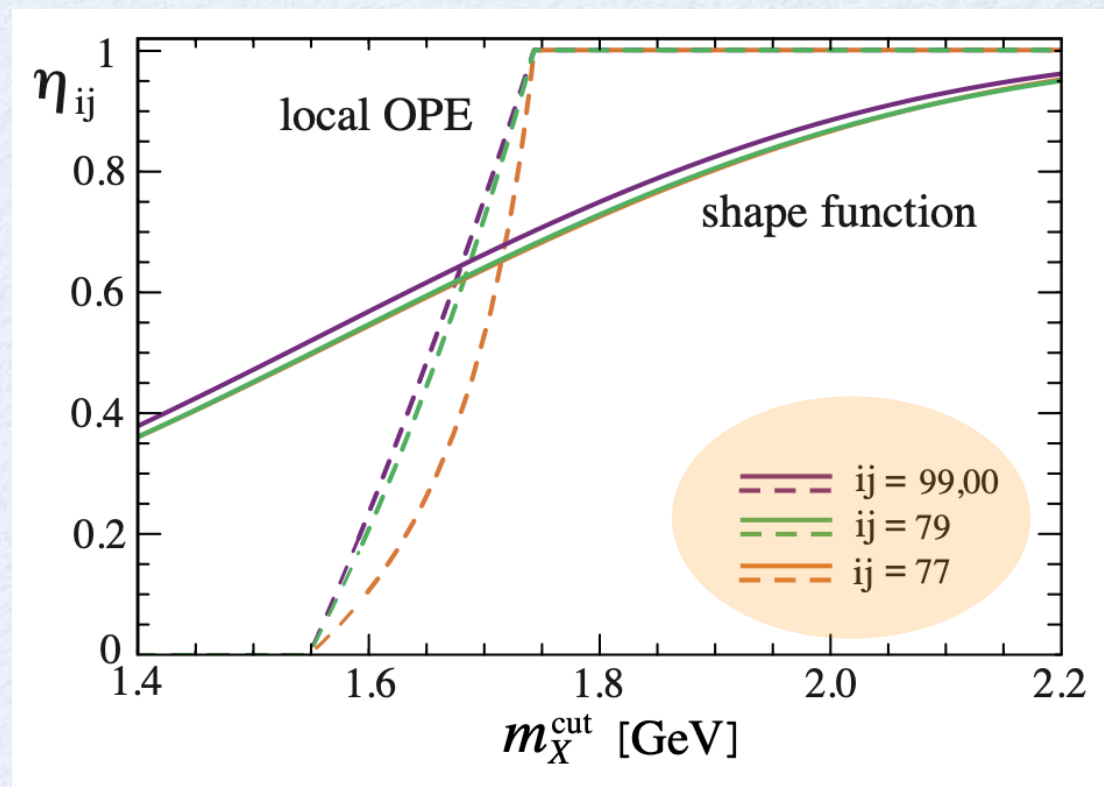 η_ij
1
0.8
0.6
0.4
0.2
0
local OPE
shape function
ij = 99,00
ij = 79
ij = 77
1.4 1.6 1.8 2.0 2.2
m_X^cut [GeV]